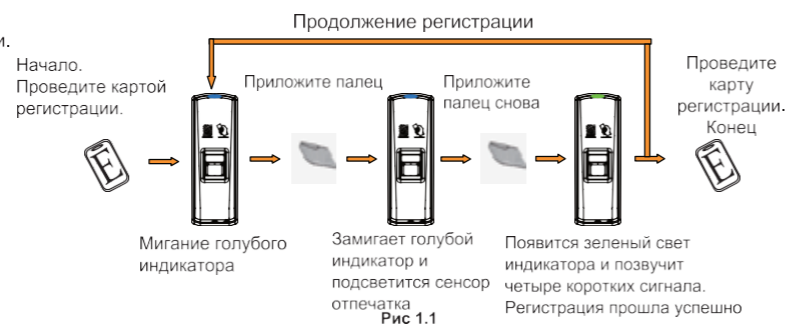 Продолжение регистрации
и.
Начало.
Проведите картой
регистрации.
Приложите палец
Приложите
палец снова
Проведите
карту
регистрации.
Конец
E
E
Мигание голубого
индикатора
Замигает голубой
индикатор и
подсветится сенсор
отпечатка
Появится зеленый свет
индикатора и позвучит
четыре коротких сигнала.
Регистрация прошла успешно
Рис 1.1